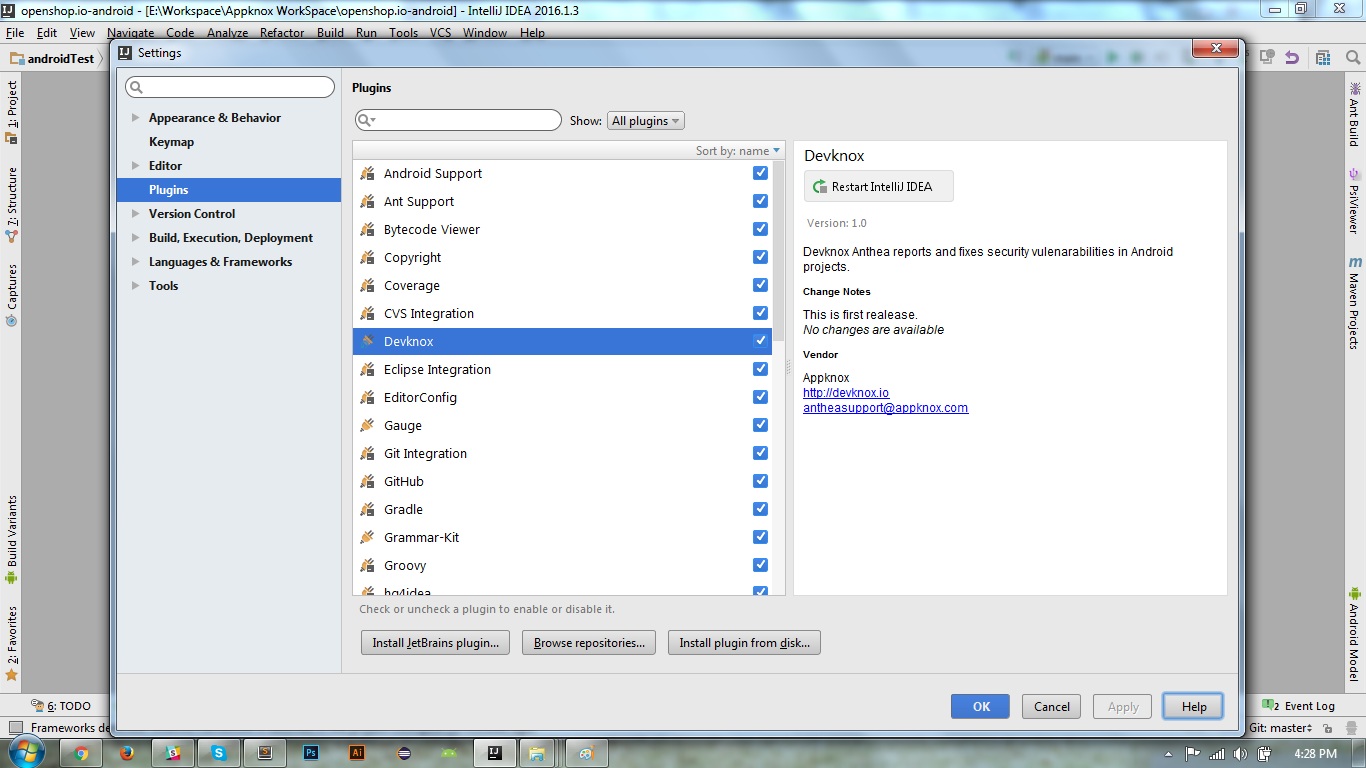 openshop.io-android - [E:\Workspace\Appknox WorkSpace\openshop.io-android] - IntelliJ IDEA 2016.1.3
File Edit View Navigate Code Analyze Refactor Build Run Tools VCS Window Help
androidTest
Settings
1: Project
7: Structure
Captures
Build Variants
2: Favorites
Appearance & Behavior
Keymap
Editor
Plugins
Version Control
Build, Execution, Deployment
Languages & Frameworks
Tools
Plugins
Show: All plugins
Sort by: name
Android Support
Ant Support
Bytecode Viewer
Copyright
Coverage
CVS Integration
Devknox
Eclipse Integration
EditorConfig
Gauge
Git Integration
GitHub
Gradle
Grammar-Kit
Groovy
hg4idea
Check or uncheck a plugin to enable or disable it.
Install JetBrains plugin...
Browse repositories...
Install plugin from disk...
Devknox
Restart IntelliJ IDEA
Version: 1.0
Devknox Anthea reports and fixes security vulenarabilities in Android
projects.
Change Notes
This is first realease.
No changes are available
Vendor
Appknox
http://devknox.io
antheasupport@appknox.com
OK
Cancel
Apply
Help
Ant Build
PsiViewer
m
Maven Projects
Android Model
6: TODO
2 Event Log
Frameworks de
Git: master
IJ
Ps
Ai
IJ
4:28 PM